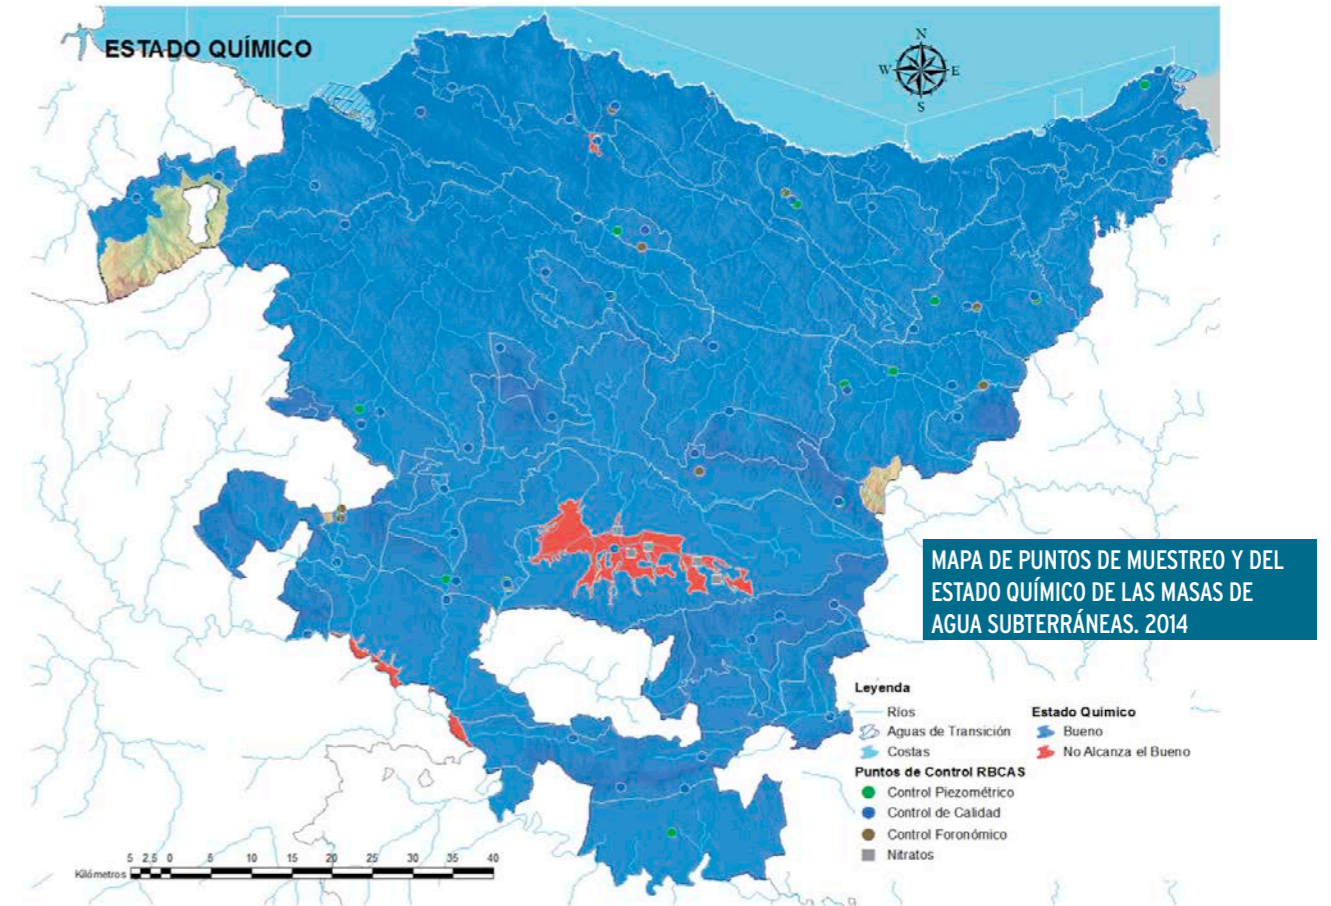 ESTADO QUÍMICO
N
W
E
S
MAPA DE PUNTOS DE MUESTREO Y DEL
ESTADO QUÍMICO DE LAS MASAS DE
AGUA SUBTERRÁNEAS. 2014
Leyenda
Ríos
Aguas de Transición
Costas
Estado Químico
Bueno
No Alcanza el Bueno
Puntos de Control RBCAS
Control Piezométrico
Control de Calidad
Control Foronómico
Nitratos
5 2,5 0 5 10 15 20 25 30 35 40
Kilómetros